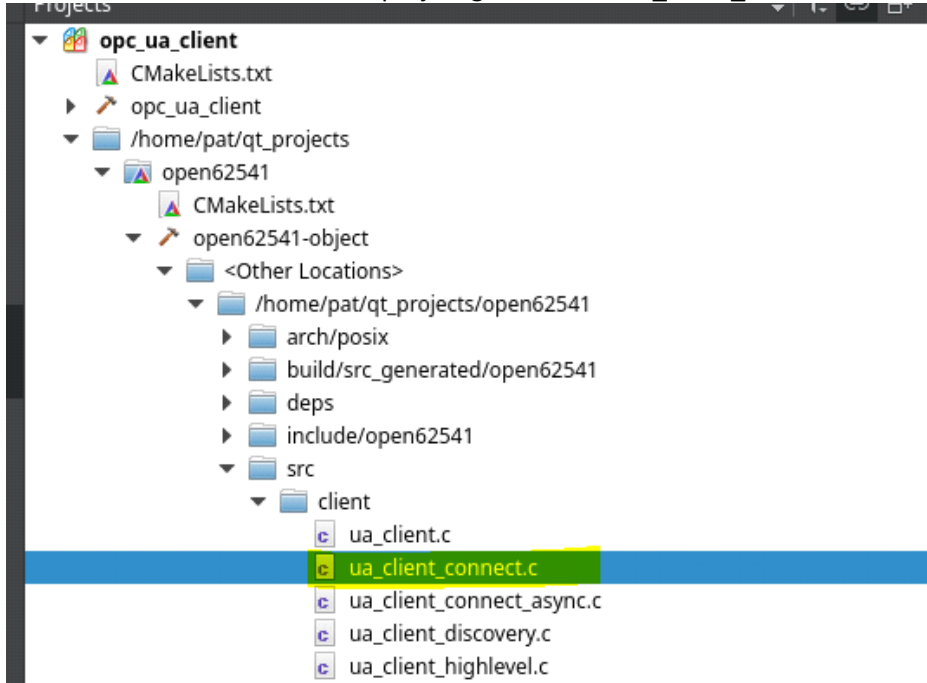 Projects
opc_ua_client
CMakeLists.txt
opc_ua_client
/home/pat/qt_projects
open62541
CMakeLists.txt
open62541-object
<Other Locations>
/home/pat/qt_projects/open62541
arch/posix
build/src_generated/open62541
deps
include/open62541
src
client
ua_client.c
ua_client_connect.c
ua_client_connect_async.c
ua_client_discovery.c
ua_client_highlevel.c